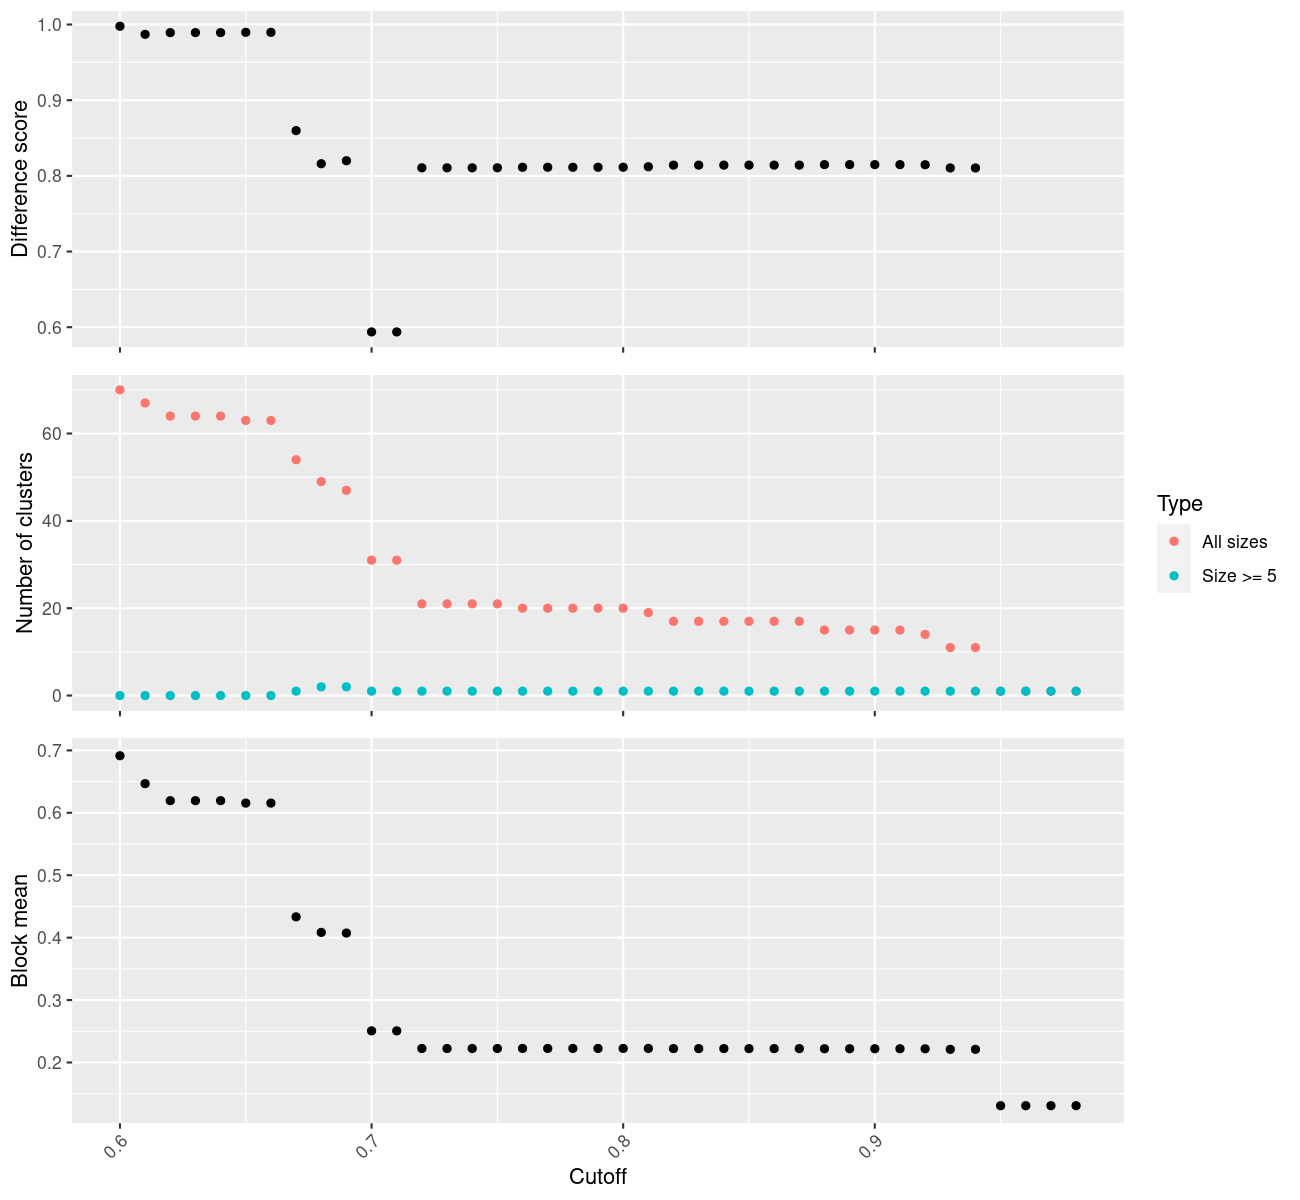 1.0
0.9
0.8
0.7
0.6
Difference score
60
40
20
0
Number of clusters
Type
All sizes
Size >= 5
0.7
0.6
0.5
0.4
0.3
0.2
Block mean
0.6
0.7
0.8
0.9
Cutoff